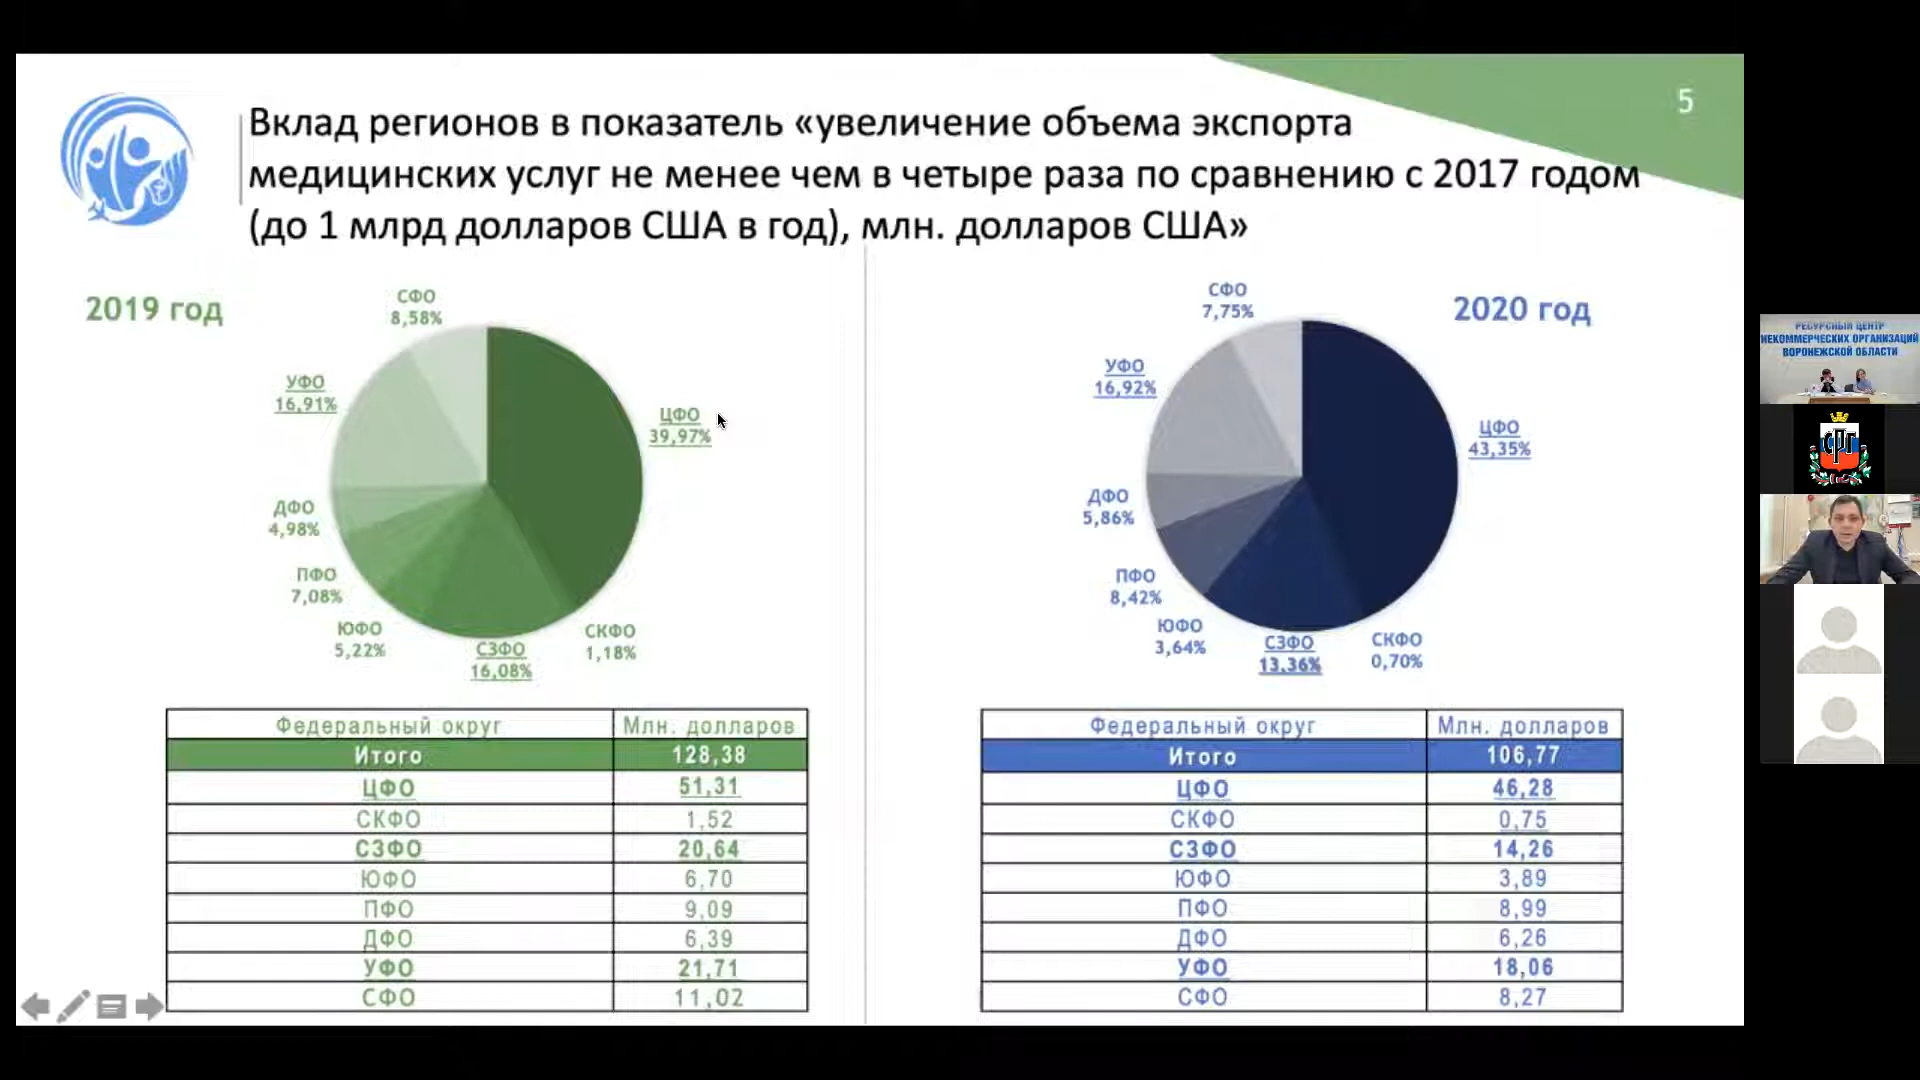 5
Вклад регионов в показатель «увеличение объема экспорта
медицинских услуг не менее чем в четыре раза по сравнению с 2017 годом
(до 1 млрд долларов США в год), млн. долларов США»
2019 год
СФО
8,58%
УФО
16,91%
ЦФО
39,97%
ДФО
4,98%
ПФО
7,08%
ЮФО
5,22%
СЗФО
16,08%
СКФО
1,18%
Федеральный округ Млн. долларов
Итого 128,38
ЦФО 51,31
СКФО 1,52
СЗФО 20,64
ЮФО 6,70
ПФО 9,09
ДФО 6,39
УФО 21,71
СФО 11,02
2020 год
СФО
7,75%
УФО
16,92%
ЦФО
43,35%
ДФО
5,86%
ПФО
8,42%
ЮФО
3,64%
СЗФО
13,36%
СКФО
0,70%
Федеральный округ Млн. долларов
Итого 106,77
ЦФО 46,28
СКФО 0,75
СЗФО 14,26
ЮФО 3,89
ПФО 8,99
ДФО 6,26
УФО 18,06
СФО 8,27
РЕСУРСНЫЙ ЦЕНТР
НЕКОММЕРЧЕСКИХ ОРГАНИЗАЦИЙ
ВОРОНЕЖСКОЙ ОБЛАСТИ